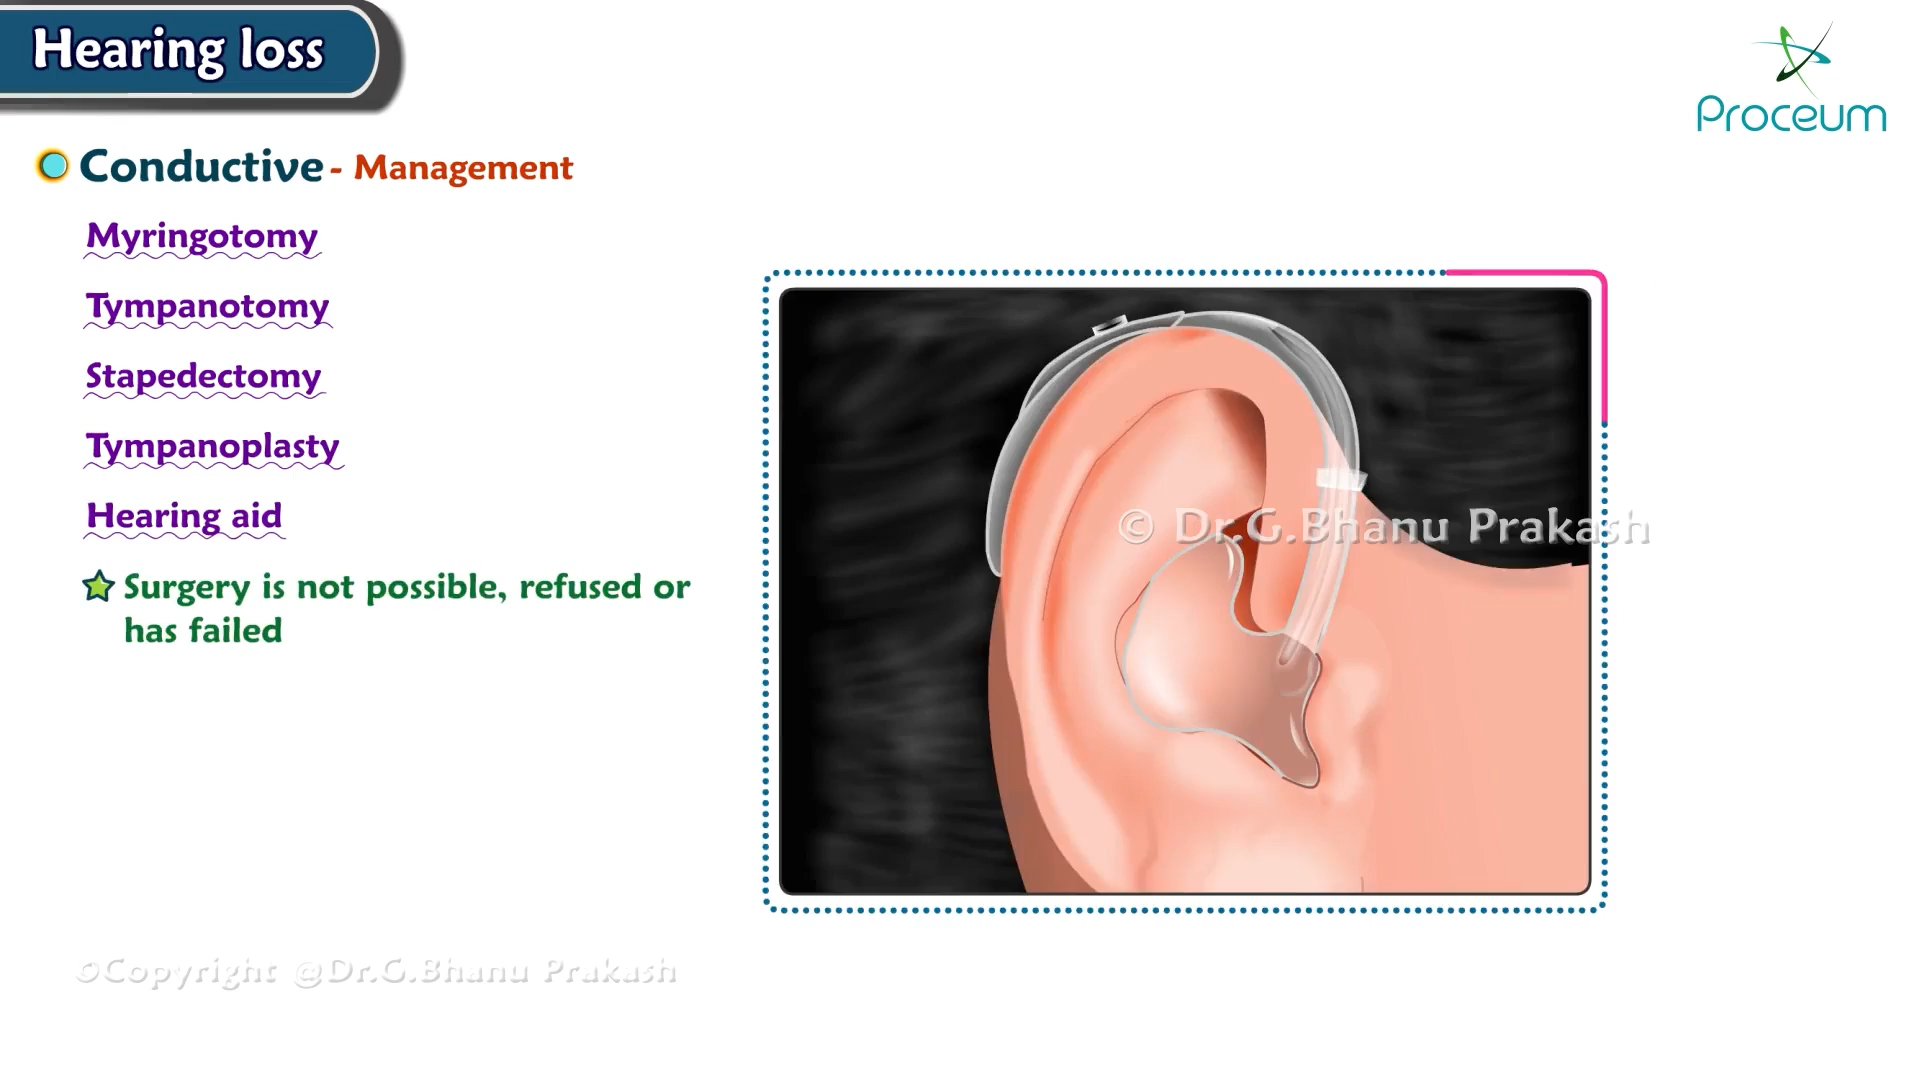 Hearing loss
Proceum
Conductive - Management
Myringotomy
Tympanotomy
Stapedectomy
Tympanoplasty
Hearing aid
Surgery is not possible, refused or
has failed
© Dr.G.Bhanu Prakash
©Copyright @Dr.G.Bhanu Prakash